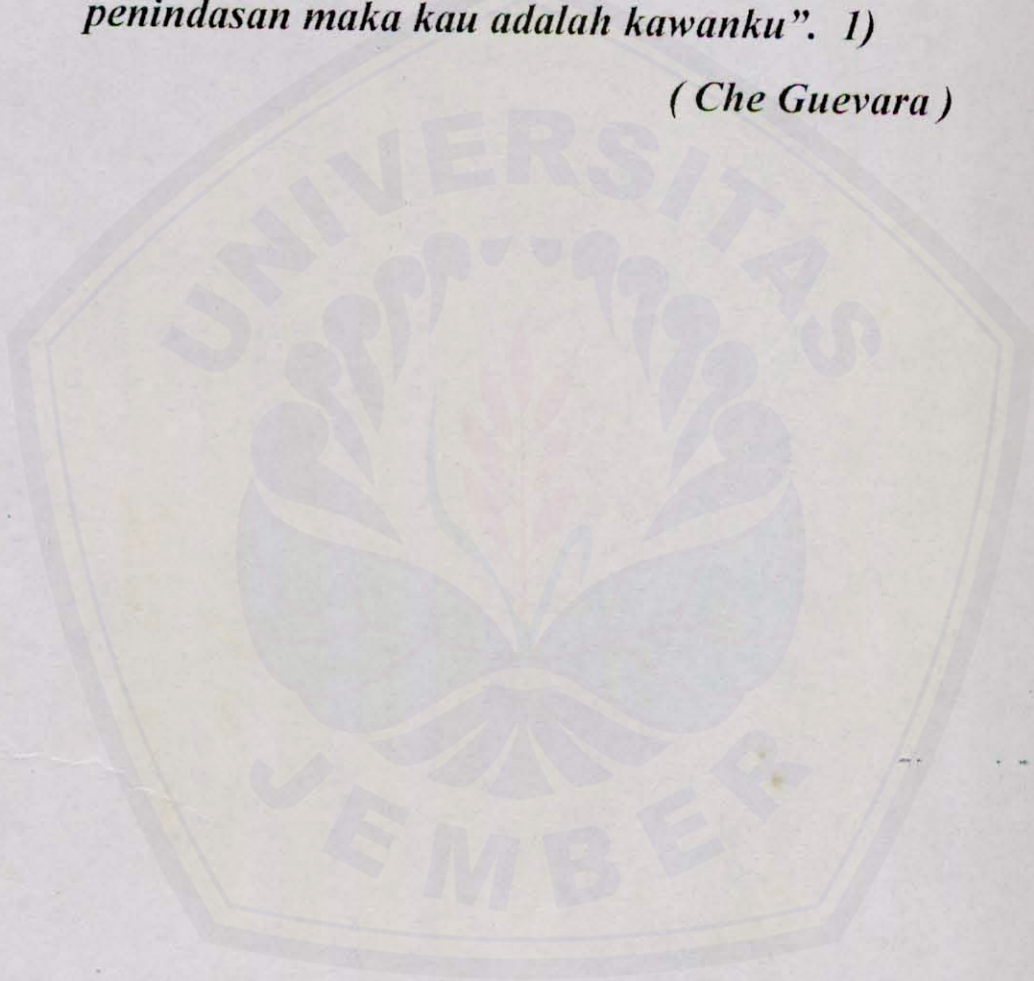 penindasan maka kau adalah kawanku”. 1)
( Che Guevara )
UNIVERSITAS
JEMBER